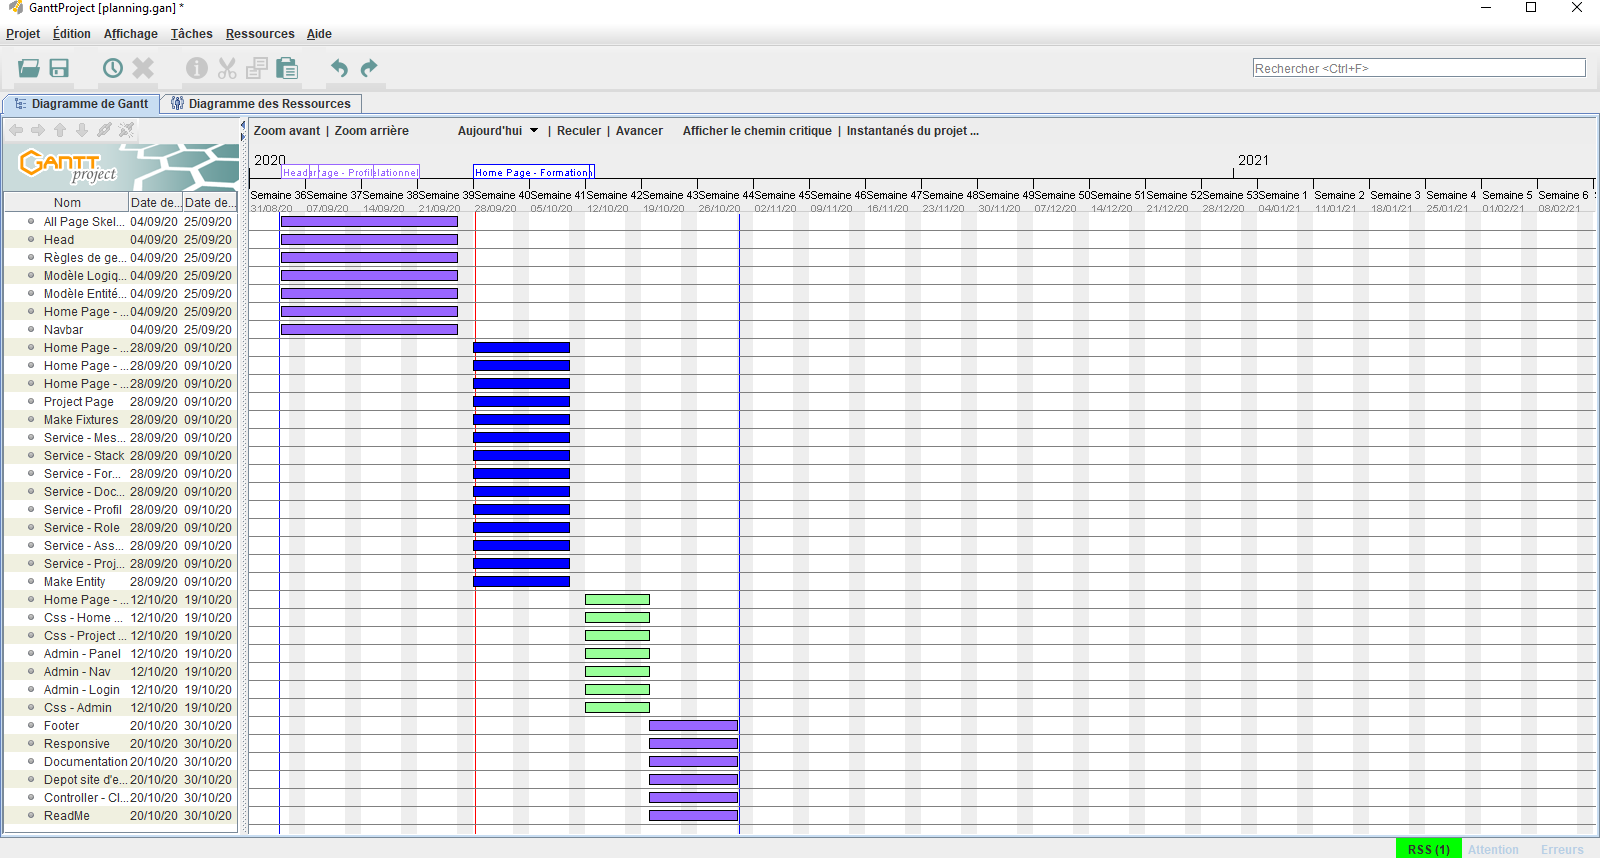 GanttProject [planning.gan] *
Projet Édition Affichage Tâches Ressources Aide
Rechercher <Ctrl+F>
Diagramme de Gantt Diagramme des Ressources
Zoom avant | Zoom arrière Aujourd'hui | Reculer | Avancer Afficher le chemin critique | Instantanés du projet ...
GANTT project
2020 2021
Home Page - Formation
Semaine 36 Semaine 37 Semaine 38 Semaine 39 Semaine 40 Semaine 41 Semaine 42 Semaine 43 Semaine 44 Semaine 45 Semaine 46 Semaine 47 Semaine 48 Semaine 49 Semaine 50 Semaine 51 Semaine 52 Semaine 53 Semaine 1 Semaine 2 Semaine 3 Semaine 4 Semaine 5 Semaine 6
31/08/20 07/09/20 14/09/20 21/09/20 28/09/20 05/10/20 12/10/20 19/10/20 26/10/20 02/11/20 09/11/20 16/11/20 23/11/20 30/11/20 07/12/20 14/12/20 21/12/20 28/12/20 04/01/21 11/01/21 18/01/21 25/01/21 01/02/21 08/02/21
Nom Date de... Date de...
All Page Skel... 04/09/20 25/09/20
Head 04/09/20 25/09/20
Règles de ge... 04/09/20 25/09/20
Modèle Logiq... 04/09/20 25/09/20
Modèle Entité... 04/09/20 25/09/20
Home Page - ... 04/09/20 25/09/20
Navbar 04/09/20 25/09/20
Home Page - ... 28/09/20 09/10/20
Home Page - ... 28/09/20 09/10/20
Home Page - ... 28/09/20 09/10/20
Project Page 28/09/20 09/10/20
Make Fixtures 28/09/20 09/10/20
Service - Mes... 28/09/20 09/10/20
Service - Stack 28/09/20 09/10/20
Service - For... 28/09/20 09/10/20
Service - Doc... 28/09/20 09/10/20
Service - Profil 28/09/20 09/10/20
Service - Role 28/09/20 09/10/20
Service - Ass... 28/09/20 09/10/20
Service - Proj... 28/09/20 09/10/20
Make Entity 28/09/20 09/10/20
Home Page - ... 12/10/20 19/10/20
Css - Home ... 12/10/20 19/10/20
Css - Project ... 12/10/20 19/10/20
Admin - Panel 12/10/20 19/10/20
Admin - Nav 12/10/20 19/10/20
Admin - Login 12/10/20 19/10/20
Css - Admin 12/10/20 19/10/20
Footer 20/10/20 30/10/20
Responsive 20/10/20 30/10/20
Documentation 20/10/20 30/10/20
Depot site d'e... 20/10/20 30/10/20
Controller - Cl... 20/10/20 30/10/20
ReadMe 20/10/20 30/10/20
RSS (1) Attention Erreurs